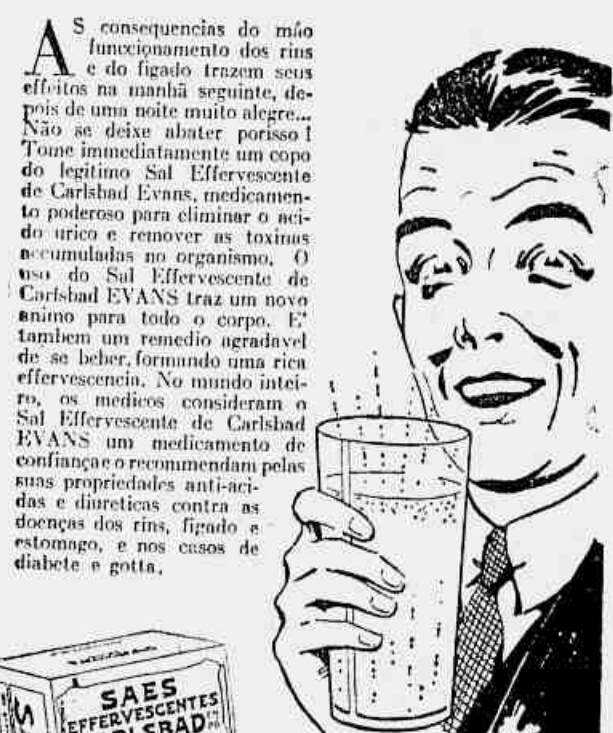 AS consequencias do máo
funccionamento dos rins
e do figado trazem seus
effeitos na manhã seguinte, de-
pois de uma noite muito alegre...
Não se deixe abater porisso!
Tome immediatamente um copo
do legitimo Sal Effervescente
de Carlsbad Evans, medicamen-
to poderoso para eliminar o aci-
do urico e remover as toxinas
accumuladas no organismo. O
uso do Sal Effervescente de
Carlsbad EVANS traz um novo
animo para todo o corpo. E'
tambem um remedio agradavel
de se beber, formando uma rica
effervescencia. No mundo intei-
ro, os medicos consideram o
Sal Effervescente de Carlsbad
EVANS um medicamento de
confiança e o recommendam pelas
suas propriedades anti-aci-
das e diureticas contra as
doenças dos rins, figado e
estomago, e nos casos de
diabete e gotta.
SAES
EFFERVESCENTES